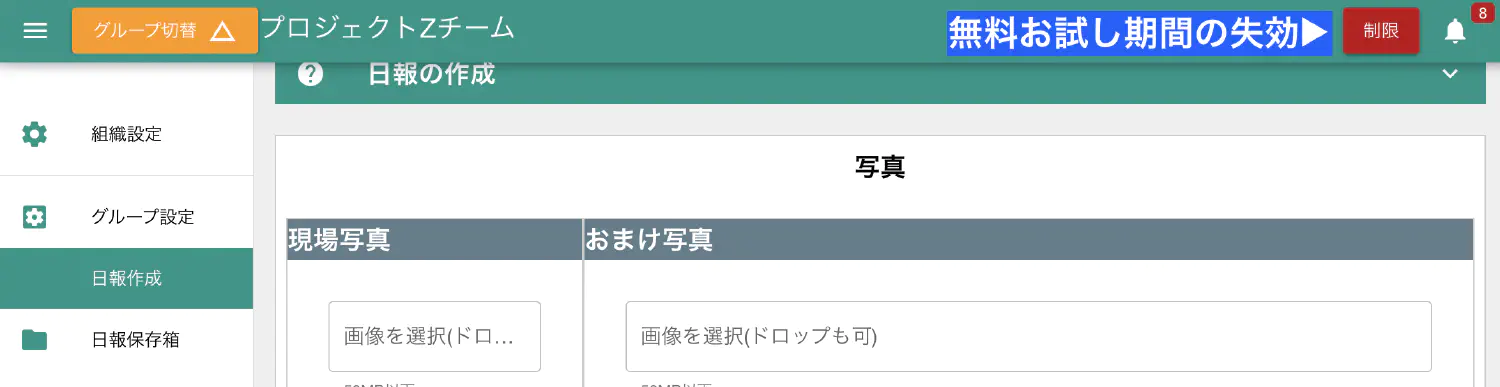 グループ切替
プロジェクトZチーム
無料お試し期間の失効▶
制限
8
日報の作成
組織設定
グループ設定
日報作成
日報保存箱
写真
現場写真
おまけ写真
画像を選択(ドロ...
画像を選択(ドロップも可)